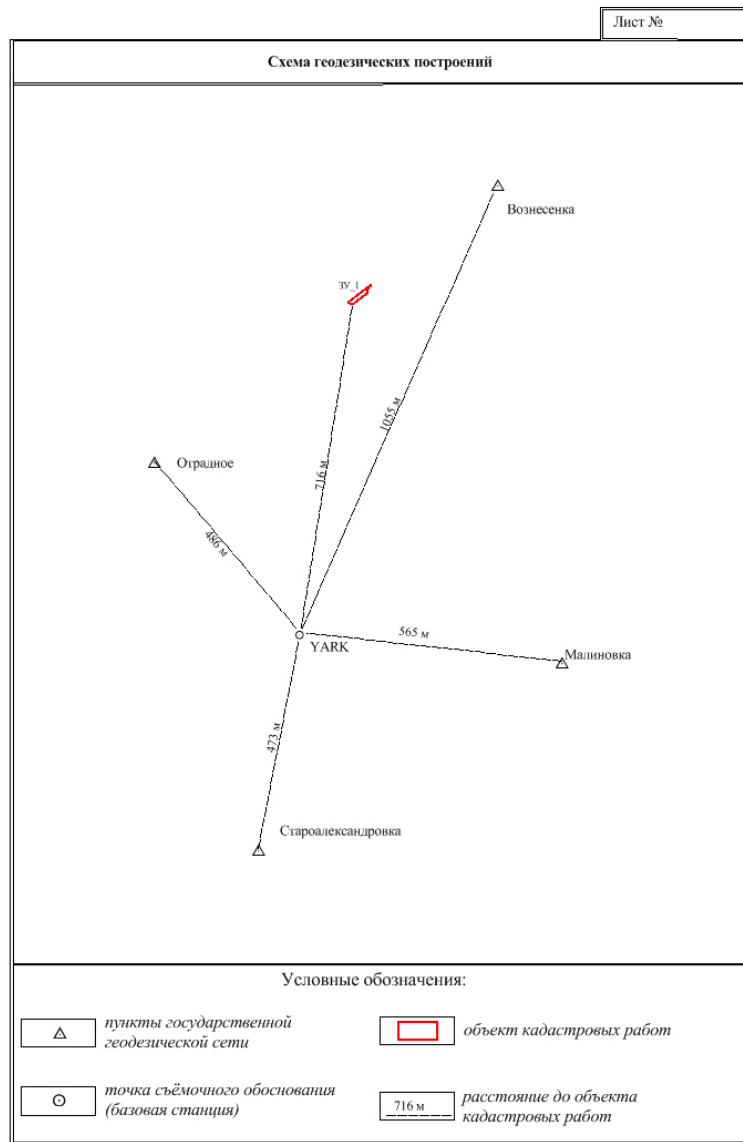 Лист №
Схема геодезических построений
Вознесенка
ЗУ_1
1055 м
716 м
Отрадное
486 м
YARK
565 м
Малиновка
473 м
Староалександровка
Условные обозначения:
пункты государственной
геодезической сети
объект кадастровых работ
точка съёмочного обоснования
(базовая станция)
716 м
расстояние до объекта
кадастровых работ